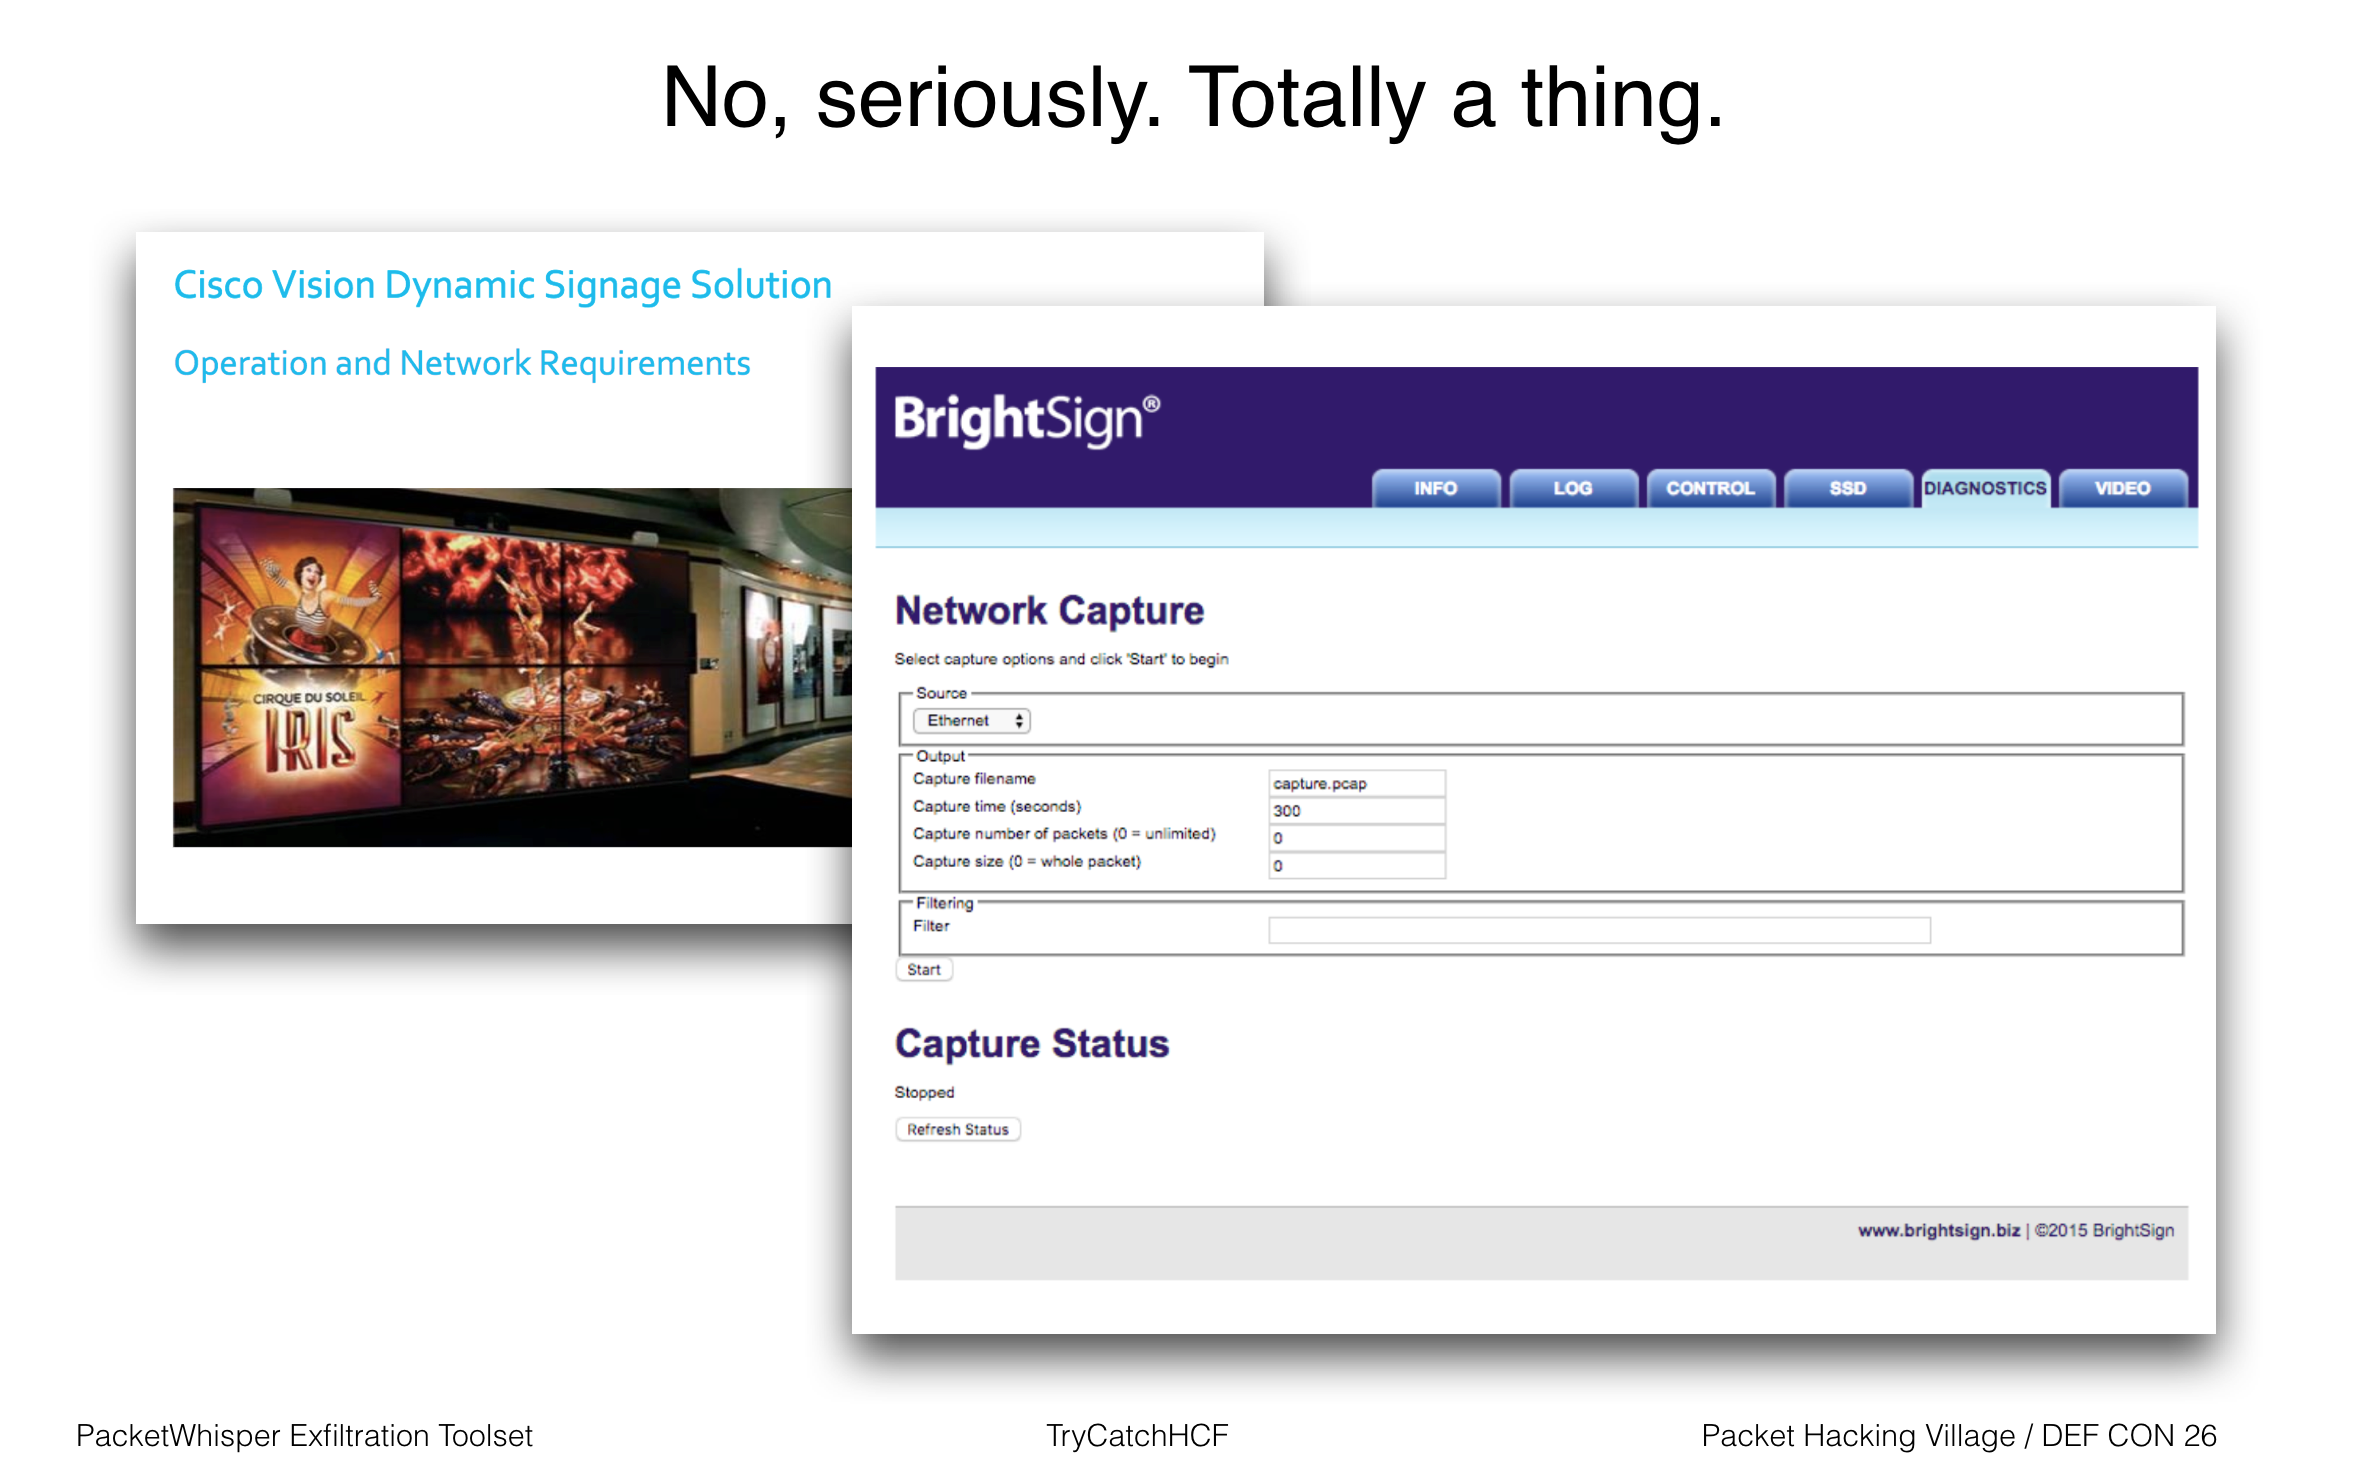 No, seriously. Totally a thing.
Cisco Vision Dynamic Signage Solution
Operation and Network Requirements
CIRQUE DU SOLEIL
IRIS
BrightSign®
INFO LOG CONTROL SSD DIAGNOSTICS VIDEO
Network Capture
Select capture options and click 'Start' to begin
Source
Ethernet
Output
Capture filename capture.pcap
Capture time (seconds) 300
Capture number of packets (0 = unlimited) 0
Capture size (0 = whole packet) 0
Filtering
Filter
Start
Capture Status
Stopped
Refresh Status
www.brightsign.biz | ©2015 BrightSign
PacketWhisper Exfiltration Toolset TryCatchHCF Packet Hacking Village / DEF CON 26